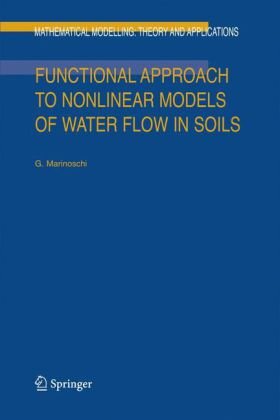 MATHEMATICAL MODELLING: THEORY AND APPLICATIONS
FUNCTIONAL APPROACH
TO NONLINEAR MODELS
OF WATER FLOW IN SOILS
G. Marinoschi
Springer